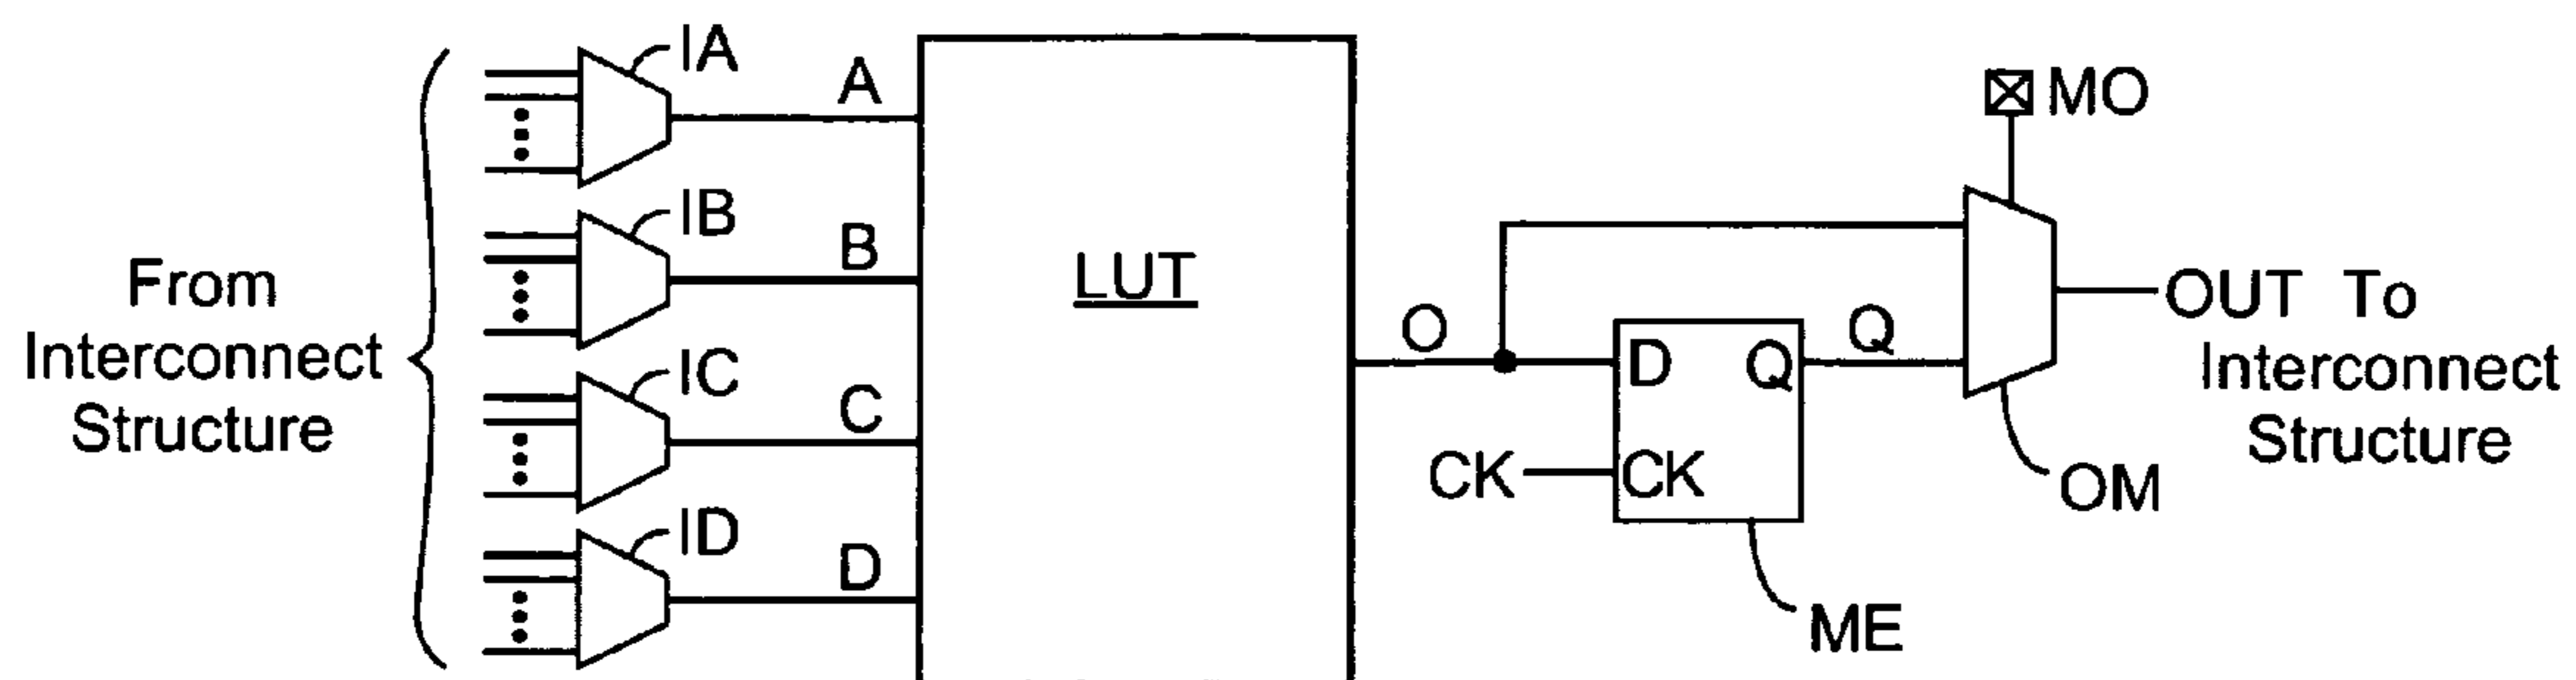 IA
A
MO
IB
B
From
Interconnect
Structure
LUT
OUT To
Interconnect
Structure
O
D
Q
Q
IC
C
CK
CK
OM
ID
D
ME